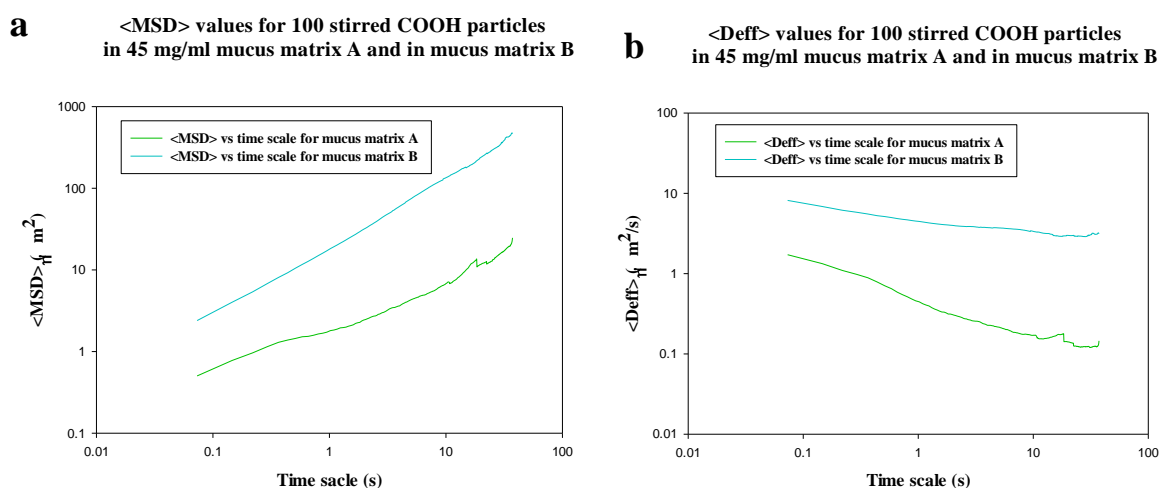 a
<MSD> values for 100 stirred COOH particles
in 45 mg/ml mucus matrix A and in mucus matrix B
1000
100
10
1
0.1
<MSD> vs time scale for mucus matrix A
<MSD> vs time scale for mucus matrix B
<MSD> m²)
0.01
0.1
1
10
100
Time sacle (s)
b
<Deff> values for 100 stirred COOH particles
in 45 mg/ml mucus matrix A and in mucus matrix B
100
10
1
0.1
0.01
<Deff> vs time scale for mucus matrix A
<Deff> vs time scale for mucus matrix B
<Deff> m²/s)
0.01
0.1
1
10
100
Time scale (s)